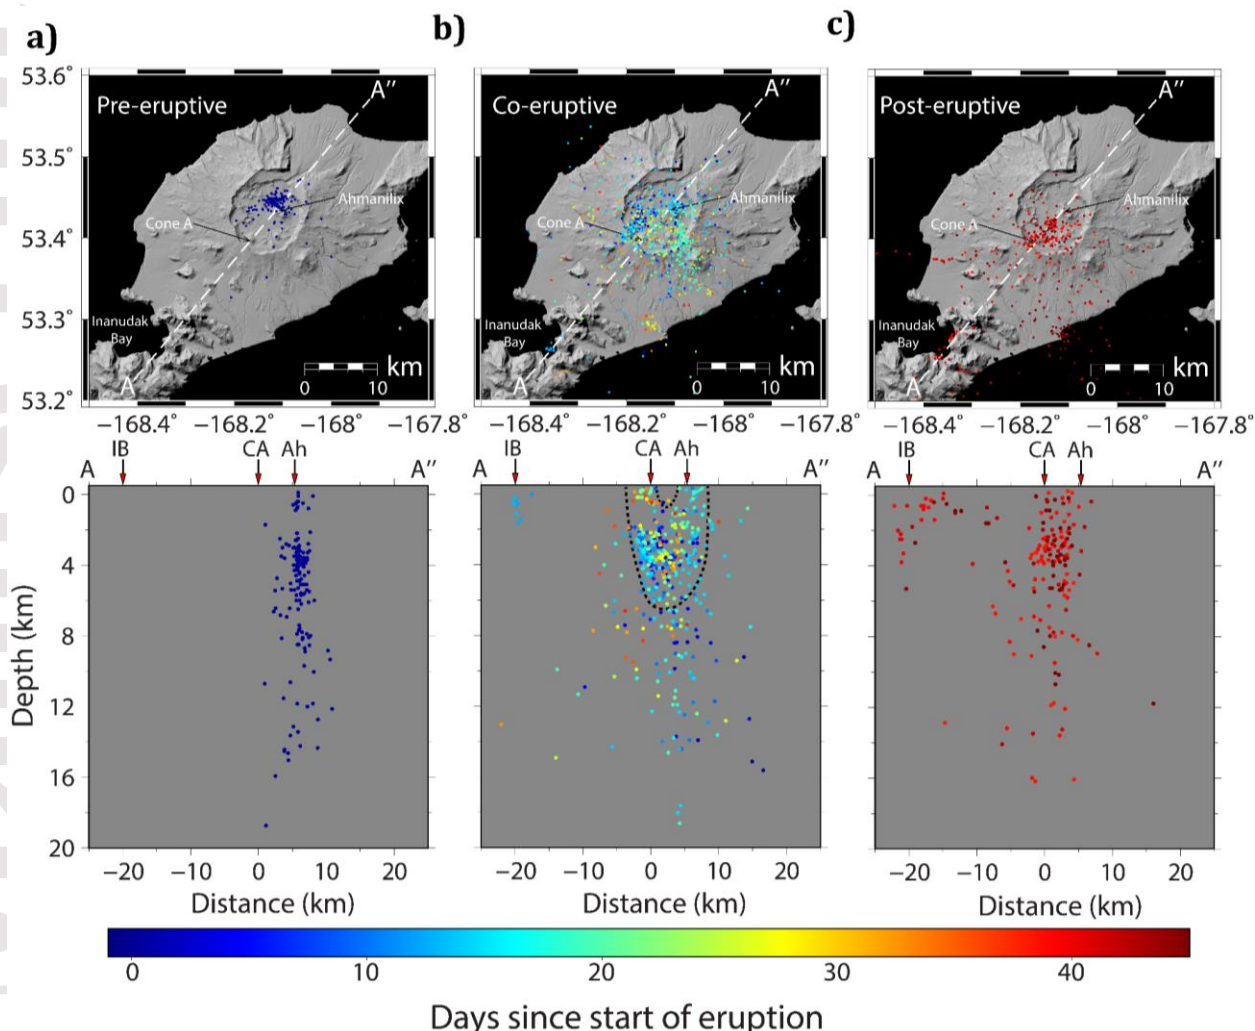 a)
b)
c)
53.6°
53.5°
53.4°
53.3°
53.2°
Pre-eruptive
A″
Ahmanilix
Cone A
Inanudak
Bay
A
km
0 10
−168.4° −168.2° −168° −167.8°
Co-eruptive
A″
Ahmanilix
Cone A
Inanudak
Bay
A
km
0 10
−168.4° −168.2° −168°
Post-eruptive
A″
Ahmanilix
Cone A
Inanudak
Bay
A
km
0 10
−168.4° −168.2° −168° −167.8°
A IB CA Ah A″
A IB CA Ah A″
A IB CA Ah A″
Depth (km)
0
4
8
12
16
20
−20 −10 0 10 20
Distance (km)
−20 −10 0 10 20
Distance (km)
−20 −10 0 10 20
Distance (km)
0 10 20 30 40
Days since start of eruption